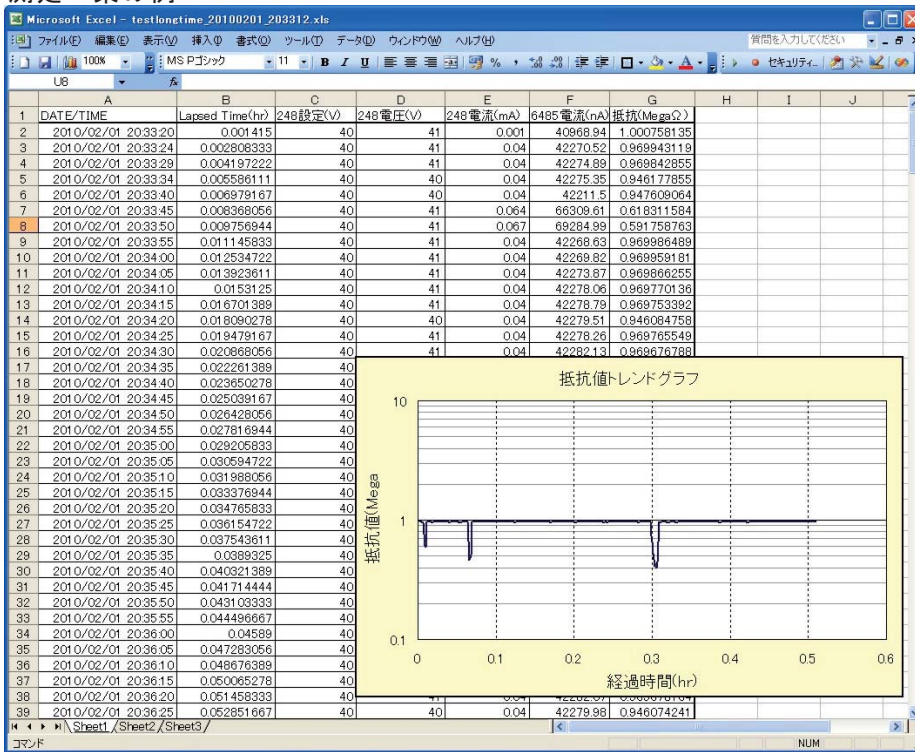 Microsoft Excel - testlongtime_20100201_203312.xls
ファイル(F) 編集(E) 表示(V) 挿入(I) 書式(O) ツール(T) データ(D) ウィンドウ(W) ヘルプ(H) 質問を入力してください
100% MS Pゴシック 11 B I U % , セキュリティ...
U8 fx
A B C D E F G H I J
1 DATE/TIME Lapsed Time(hr) 248設定(V) 248電圧(V) 248電流(mA) 6485電流(nA) 抵抗(MegaΩ)
2 2010/02/01 20:33:20 0.001415 40 41 0.001 40968.94 1.000758135
3 2010/02/01 20:33:24 0.002808333 40 41 0.04 42270.52 0.969943119
4 2010/02/01 20:33:29 0.004197222 40 41 0.04 42274.89 0.969842855
5 2010/02/01 20:33:34 0.005586111 40 40 0.04 42275.35 0.946177855
6 2010/02/01 20:33:40 0.006979167 40 40 0.04 42211.5 0.947609064
7 2010/02/01 20:33:45 0.008368056 40 41 0.064 66309.61 0.618311584
8 2010/02/01 20:33:50 0.009756944 40 41 0.067 69284.99 0.591758763
9 2010/02/01 20:33:55 0.011145833 40 41 0.04 42268.63 0.969986489
10 2010/02/01 20:34:00 0.012534722 40 41 0.04 42269.82 0.969959181
11 2010/02/01 20:34:05 0.013923611 40 41 0.04 42273.87 0.969866255
12 2010/02/01 20:34:10 0.0153125 40 41 0.04 42278.06 0.969770136
13 2010/02/01 20:34:15 0.016701389 40 41 0.04 42278.79 0.969753392
14 2010/02/01 20:34:20 0.018090278 40 40 0.04 42279.51 0.946084758
15 2010/02/01 20:34:25 0.019479167 40 41 0.04 42278.26 0.969765549
16 2010/02/01 20:34:30 0.020868056 40 41 0.04 42282.13 0.969676788
17 2010/02/01 20:34:35 0.022261389 40
18 2010/02/01 20:34:40 0.023650278 40
19 2010/02/01 20:34:45 0.025039167 40
20 2010/02/01 20:34:50 0.026428056 40
21 2010/02/01 20:34:55 0.027816944 40
22 2010/02/01 20:35:00 0.029205833 40
23 2010/02/01 20:35:05 0.030594722 40
24 2010/02/01 20:35:10 0.031988056 40
25 2010/02/01 20:35:15 0.033376944 40
26 2010/02/01 20:35:20 0.034765833 40
27 2010/02/01 20:35:25 0.036154722 40
28 2010/02/01 20:35:30 0.037543611 40
29 2010/02/01 20:35:35 0.0389325 40
30 2010/02/01 20:35:40 0.040321389 40
31 2010/02/01 20:35:45 0.041714444 40
32 2010/02/01 20:35:50 0.043103333 40
33 2010/02/01 20:35:55 0.044496667 40
34 2010/02/01 20:36:00 0.04589 40
35 2010/02/01 20:36:05 0.047283056 40
36 2010/02/01 20:36:10 0.048676389 40
37 2010/02/01 20:36:15 0.050065278 40
38 2010/02/01 20:36:20 0.051458333 40
39 2010/02/01 20:36:25 0.052851667 40 40 0.04 42279.98 0.946074241
抵抗値トレンドグラフ
抵抗値(Mega
10
1
0.1
0 0.1 0.2 0.3 0.4 0.5 0.6
経過時間(hr)
Sheet1 Sheet2 Sheet3
コマンド NUM